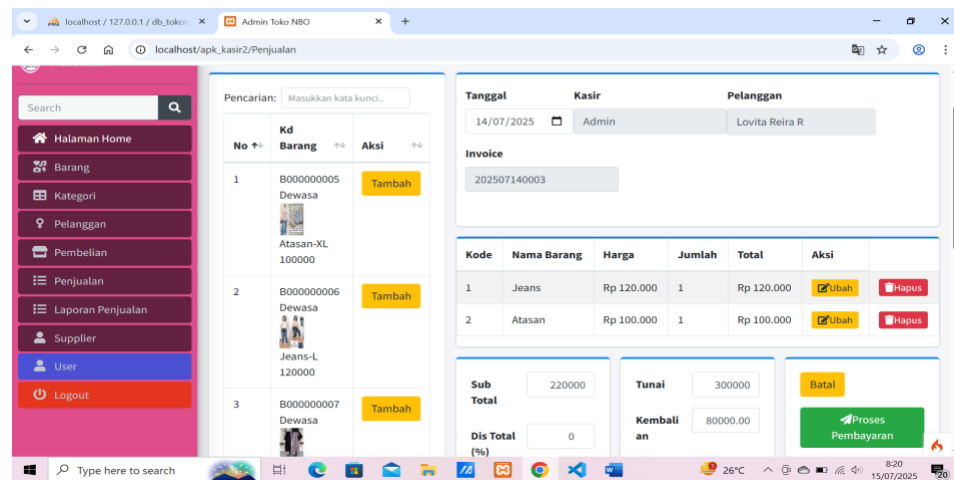 localhost / 127.0.0.1 / db_toko
Admin Toko NBO
localhost/apk_kasir2/Penjualan
Search
Halaman Home
Barang
Kategori
Pelanggan
Pembelian
Penjualan
Laporan Penjualan
Supplier
User
Logout
Pencarian: Masukkan kata kunci..
No Kd Barang Aksi
1 B000000005 Tambah
Dewasa
Atasan-XL
100000
2 B000000006 Tambah
Dewasa
Jeans-L
120000
3 B000000007 Tambah
Dewasa
Tanggal Kasir Pelanggan
14/07/2025 Admin Lovita Reira R
Invoice
202507140003
Kode Nama Barang Harga Jumlah Total Aksi
1 Jeans Rp 120.000 1 Rp 120.000 Ubah Hapus
2 Atasan Rp 100.000 1 Rp 100.000 Ubah Hapus
Sub Total 220000
Dis Total (%) 0
Tunai 300000
Kembali an 80000.00
Batal
Proses Pembayaran
Type here to search
26°C
8:20
15/07/2025
20